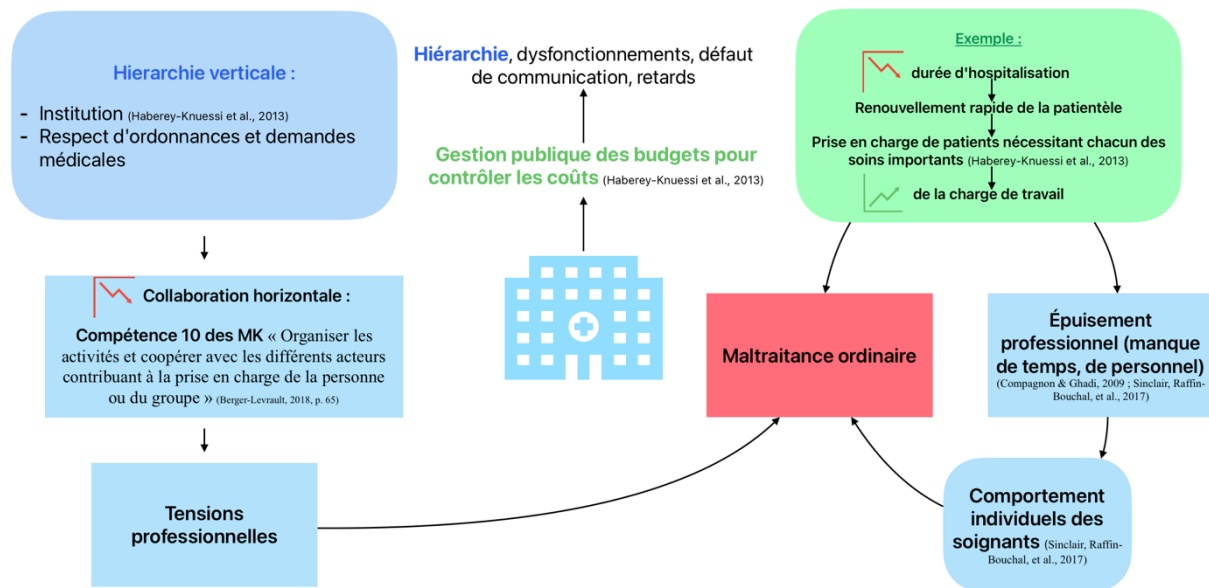 Hierarchie verticale :
- Institution (Haberey-Knuessi et al., 2013)
- Respect d'ordonnances et demandes
médicales
Collaboration horizontale :
Compétence 10 des MK « Organiser les
activités et coopérer avec les différents acteurs
contribuant à la prise en charge de la personne
ou du groupe » (Berger-Levrault, 2018, p. 65)
Tensions
professionnelles
Hiérarchie, dysfonctionnements, défaut
de communication, retards
Gestion publique des budgets pour
contrôler les coûts (Haberey-Knuessi et al., 2013)
Exemple :
durée d'hospitalisation
Renouvellement rapide de la patientèle
Prise en charge de patients nécessitant chacun des
soins importants (Haberey-Knuessi et al., 2013)
de la charge de travail
Maltraitance ordinaire
Épuisement
professionnel (manque
de temps, de personnel)
(Compagnon & Ghadi, 2009 ; Sinclair, Raffin-
Bouchal, et al., 2017)
Comportement
individuels des
soignants (Sinclair, Raffin-
Bouchal, et al., 2017)